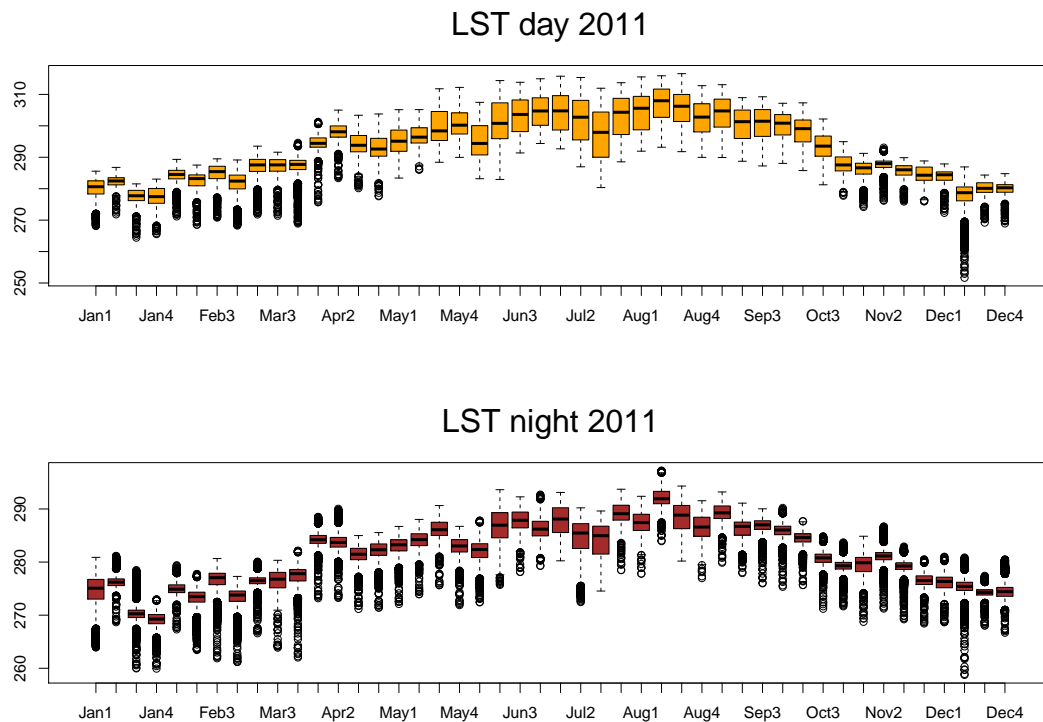 LST day 2011
310
290
270
250
Jan1 Jan4 Feb3 Mar3 Apr2 May1 May4 Jun3 Jul2 Aug1 Aug4 Sep3 Oct3 Nov2 Dec1 Dec4
LST night 2011
290
280
270
260
Jan1 Jan4 Feb3 Mar3 Apr2 May1 May4 Jun3 Jul2 Aug1 Aug4 Sep3 Oct3 Nov2 Dec1 Dec4